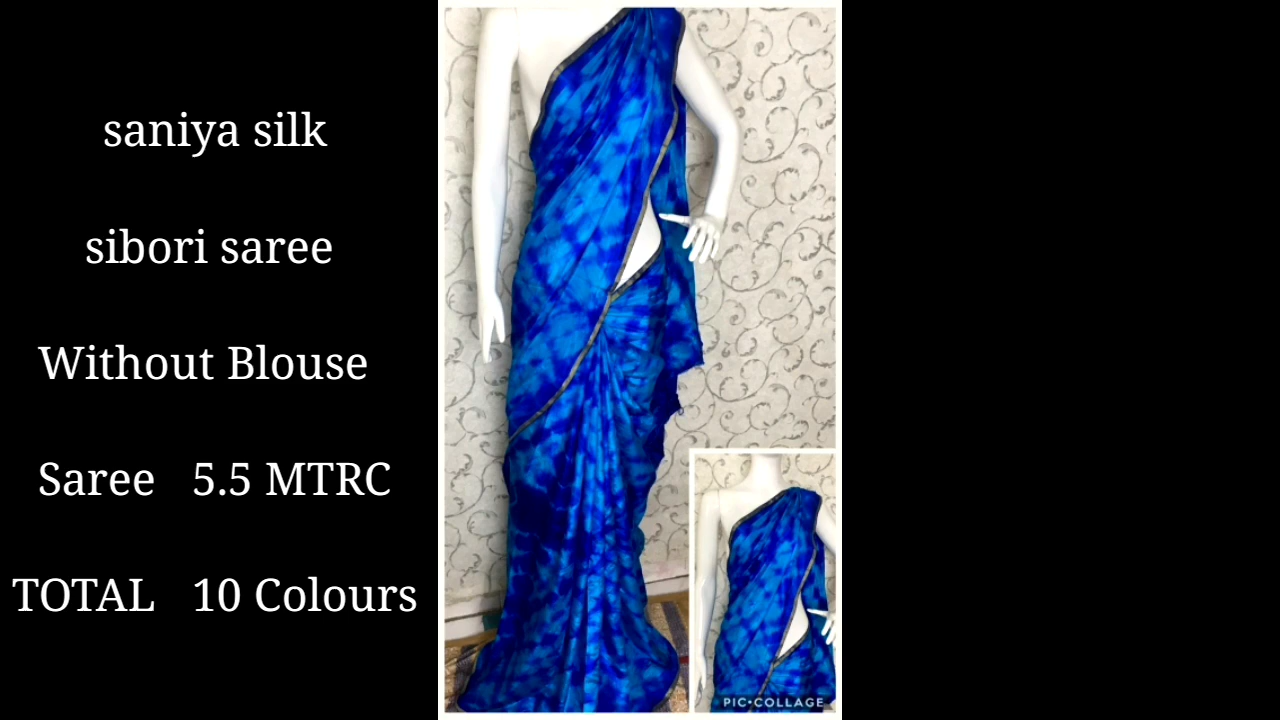 saniya silk
sibori saree
Without Blouse
Saree 5.5 MTRC
TOTAL 10 Colours
PIC•COLLAGE